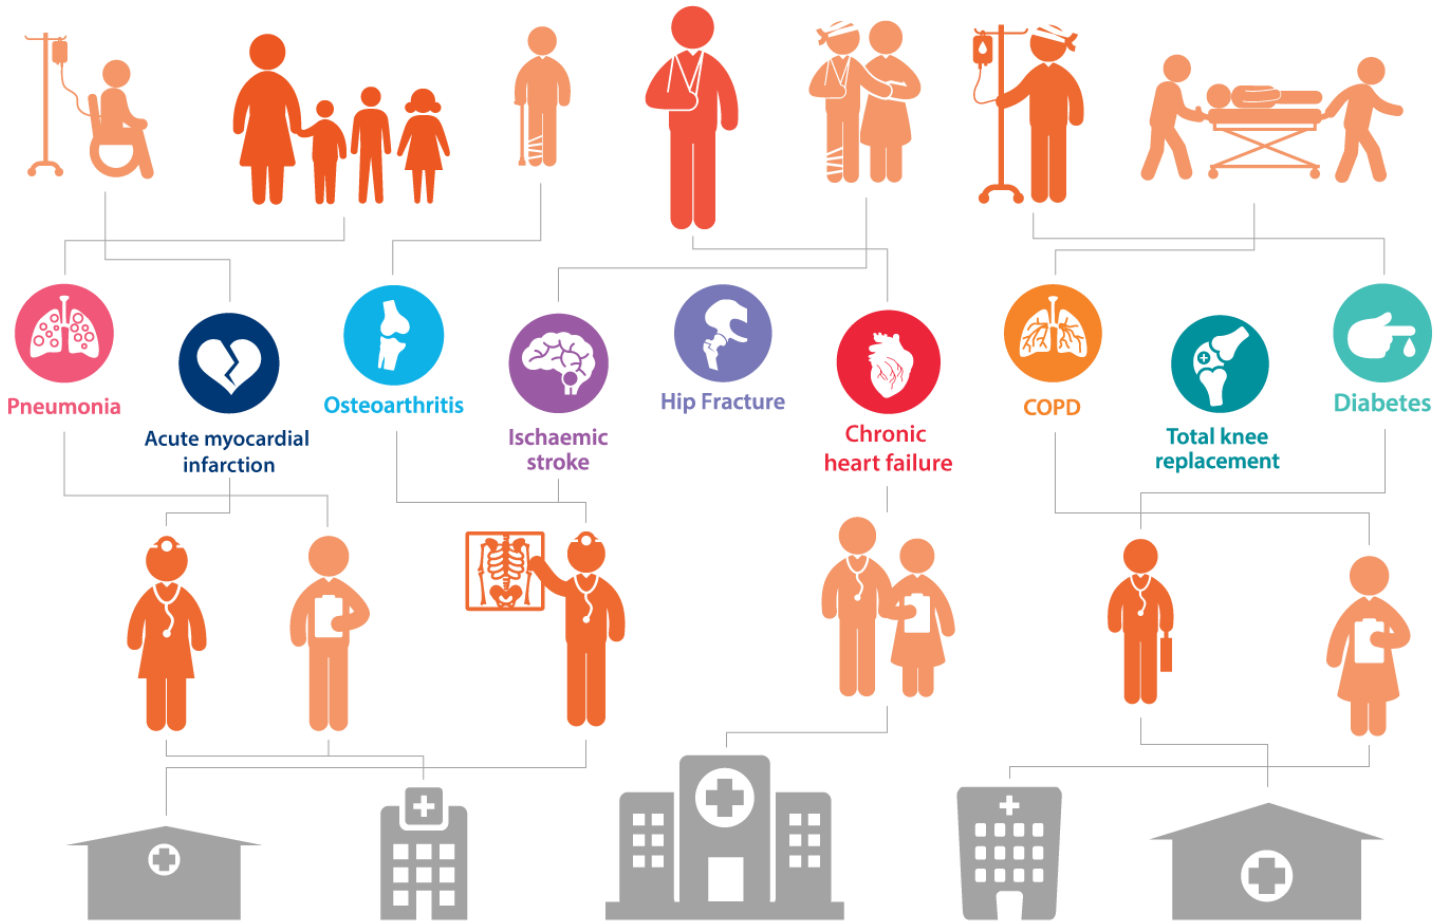 Pneumonia
Acute myocardial
infarction
Osteoarthritis
Ischaemic
stroke
Hip Fracture
Chronic
heart failure
COPD
Total knee
replacement
Diabetes